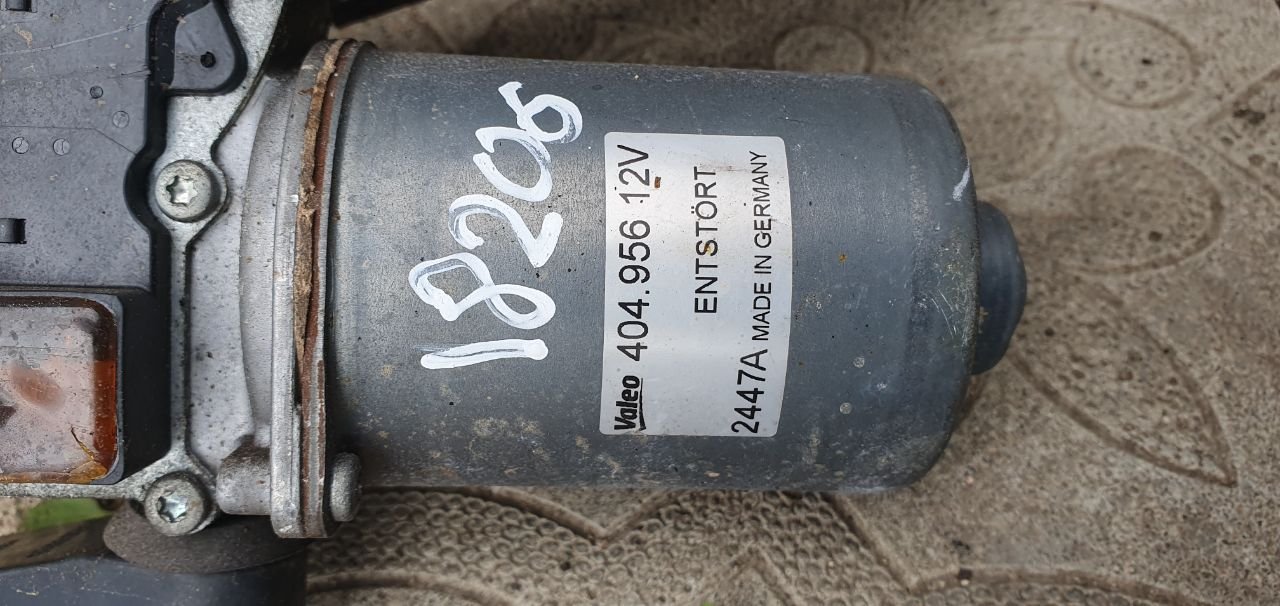 18206
Valeo 404.956 12V
ENTSTÖRT
2447A MADE IN GERMANY